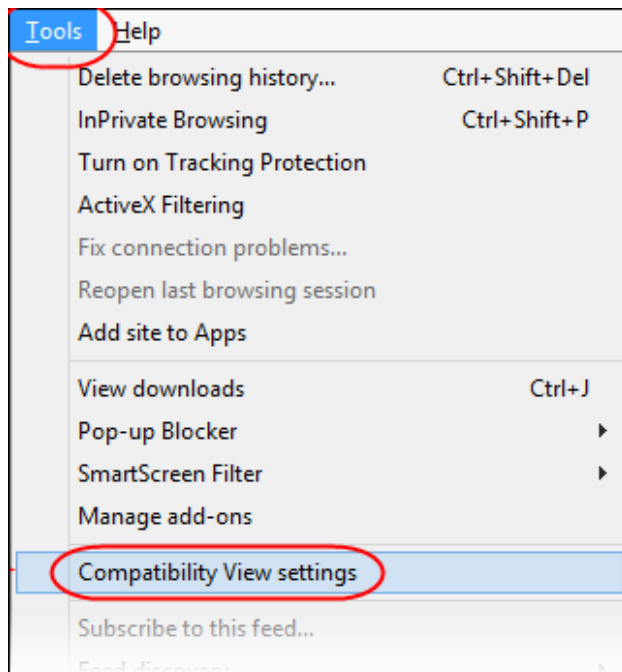 Tools Help
Delete browsing history... Ctrl+Shift+Del
InPrivate Browsing Ctrl+Shift+P
Turn on Tracking Protection
ActiveX Filtering
Fix connection problems...
Reopen last browsing session
Add site to Apps
View downloads Ctrl+J
Pop-up Blocker
SmartScreen Filter
Manage add-ons
Compatibility View settings
Subscribe to this feed...
Feed discovery